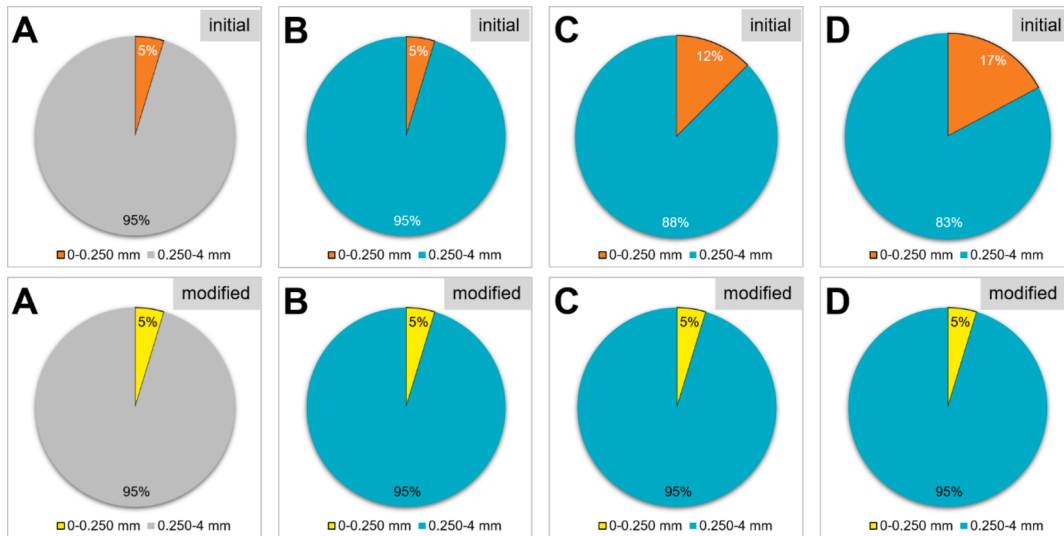 A initial
5%
95%
0-0.250 mm 0.250-4 mm
B initial
5%
95%
0-0.250 mm 0.250-4 mm
C initial
12%
88%
0-0.250 mm 0.250-4 mm
D initial
17%
83%
0-0.250 mm 0.250-4 mm
A modified
5%
95%
0-0.250 mm 0.250-4 mm
B modified
5%
95%
0-0.250 mm 0.250-4 mm
C modified
5%
95%
0-0.250 mm 0.250-4 mm
D modified
5%
95%
0-0.250 mm 0.250-4 mm